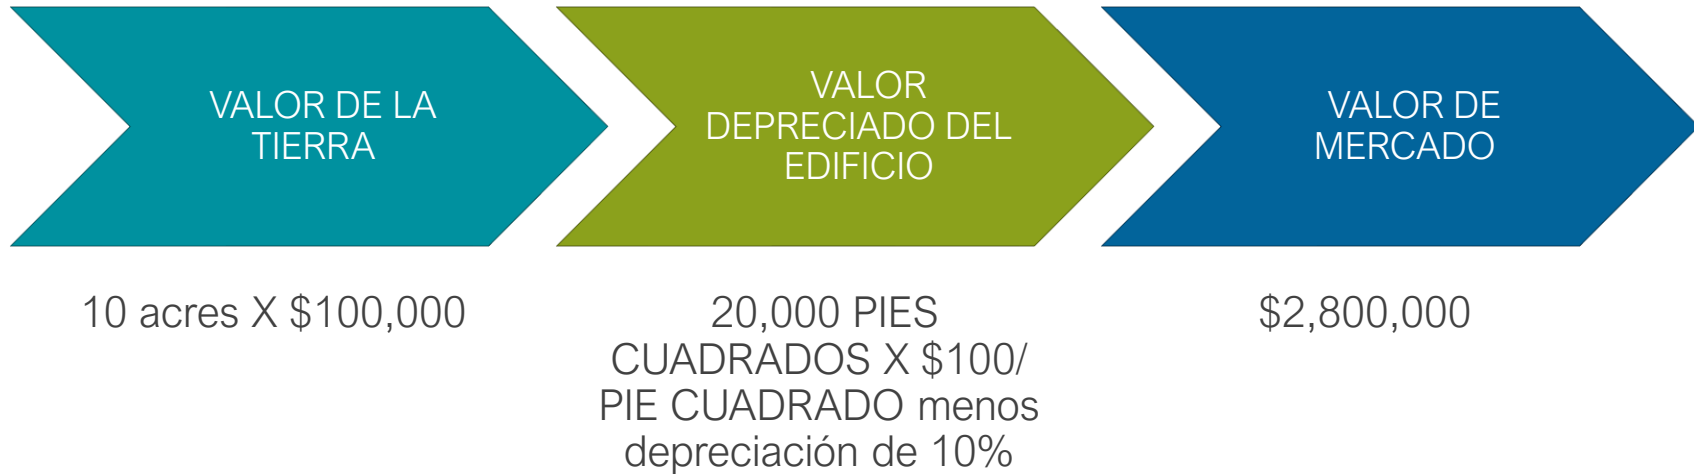 VALOR DE LA
TIERRA
VALOR
DEPRECIADO DEL
EDIFICIO
VALOR DE
MERCADO
10 acres X $100,000
20,000 PIES
CUADRADOS X $100/
PIE CUADRADO menos
depreciación de 10%
$2,800,000